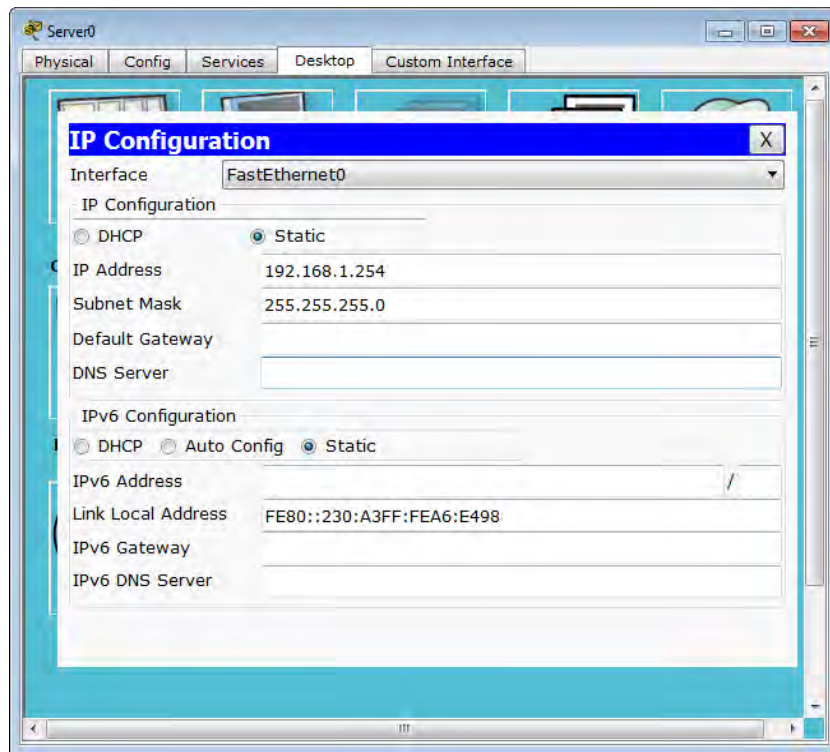 Server0
Physical Config Services Desktop Custom Interface
IP Configuration X
Interface FastEthernet0
IP Configuration
DHCP Static
IP Address 192.168.1.254
Subnet Mask 255.255.255.0
Default Gateway
DNS Server
IPv6 Configuration
DHCP Auto Config Static
IPv6 Address /
Link Local Address FE80::230:A3FF:FEA6:E498
IPv6 Gateway
IPv6 DNS Server